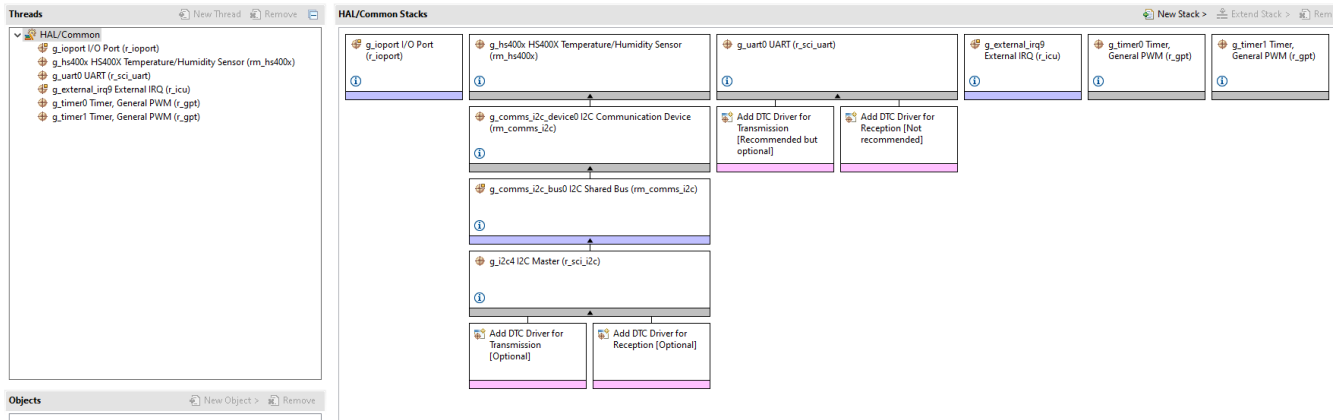 Threads
New Thread
Remove
HAL/Common
g_ioport I/O Port (r_ioport)
g_hs400x HS400X Temperature/Humidity Sensor (rm_hs400x)
g_uart0 UART (r_sci_uart)
g_external_irq9 External IRQ (r_icu)
g_timer0 Timer, General PWM (r_gpt)
g_timer1 Timer, General PWM (r_gpt)
Objects
New Object >
Remove
HAL/Common Stacks
New Stack >
Extend Stack >
Rem
g_ioport I/O Port
(r_ioport)
g_hs400x HS400X Temperature/Humidity Sensor
(rm_hs400x)
g_uart0 UART (r_sci_uart)
g_external_irq9
External IRQ (r_icu)
g_timer0 Timer,
General PWM (r_gpt)
g_timer1 Timer,
General PWM (r_gpt)
g_comms_i2c_device0 I2C Communication Device
(rm_comms_i2c)
Add DTC Driver for
Transmission
[Recommended but
optional]
Add DTC Driver for
Reception [Not
recommended]
g_comms_i2c_bus0 I2C Shared Bus (rm_comms_i2c)
g_i2c4 I2C Master (r_sci_i2c)
Add DTC Driver for
Transmission
[Optional]
Add DTC Driver for
Reception [Optional]